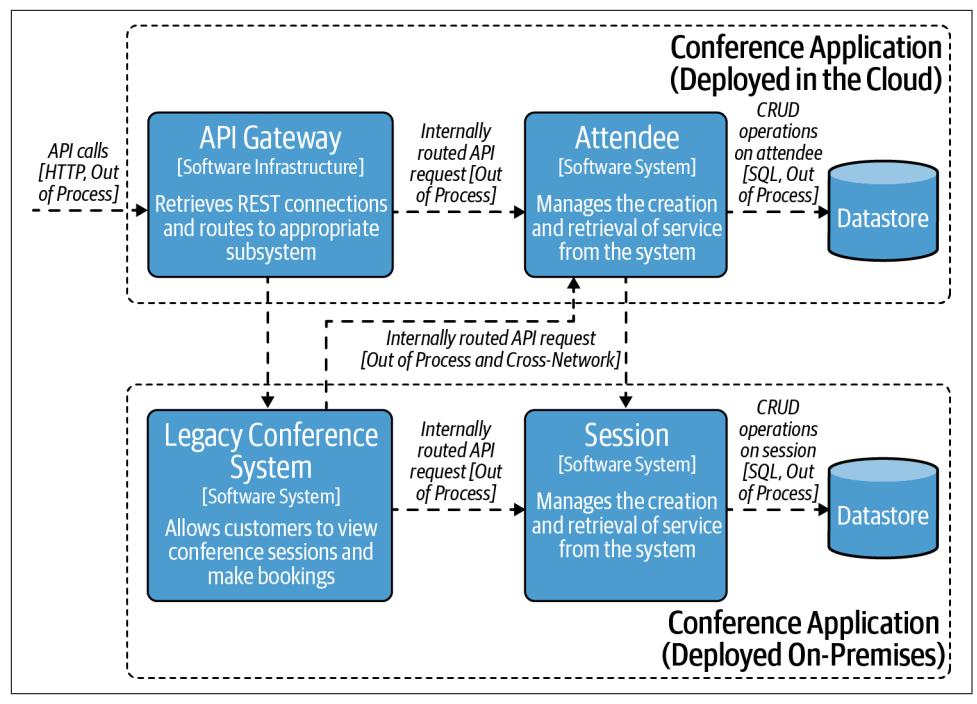 Conference Application
(Deployed in the Cloud)
API calls
[HTTP, Out
of Process]
API Gateway
[Software Infrastructure]
Retrieves REST connections
and routes to appropriate
subsystem
Internally
routed API
request [Out
of Process]
Attendee
[Software System]
Manages the creation
and retrieval of service
from the system
CRUD
operations
on attendee
[SQL, Out
of Process]
Datastore
Internally routed API request
[Out of Process and Cross-Network]
Legacy Conference
System
[Software System]
Allows customers to view
conference sessions and
make bookings
Internally
routed API
request [Out
of Process]
Session
[Software System]
Manages the creation
and retrieval of service
from the system
CRUD
operations
on session
[SQL, Out
of Process]
Datastore
Conference Application
(Deployed On-Premises)